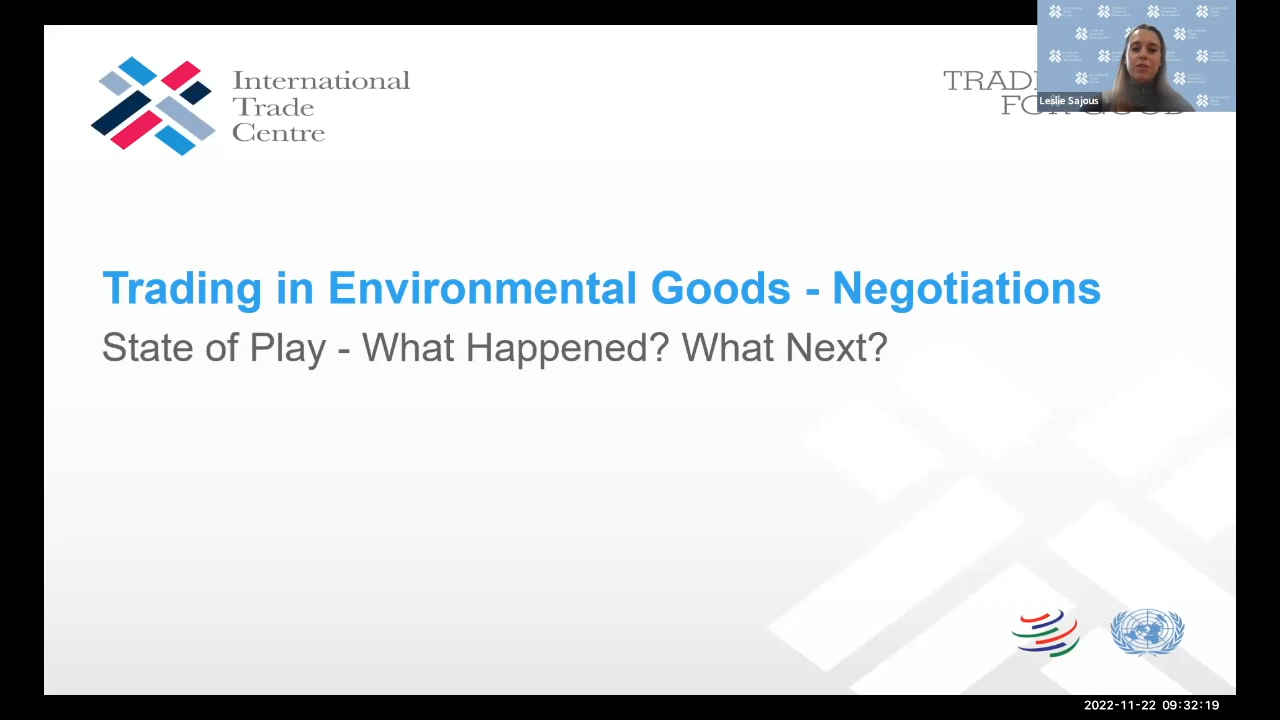 International
Trade
Centre
TRAD
FOR GOOD
Leslie Sajous
Trading in Environmental Goods - Negotiations
State of Play - What Happened? What Next?
2022-11-22 09:32:19